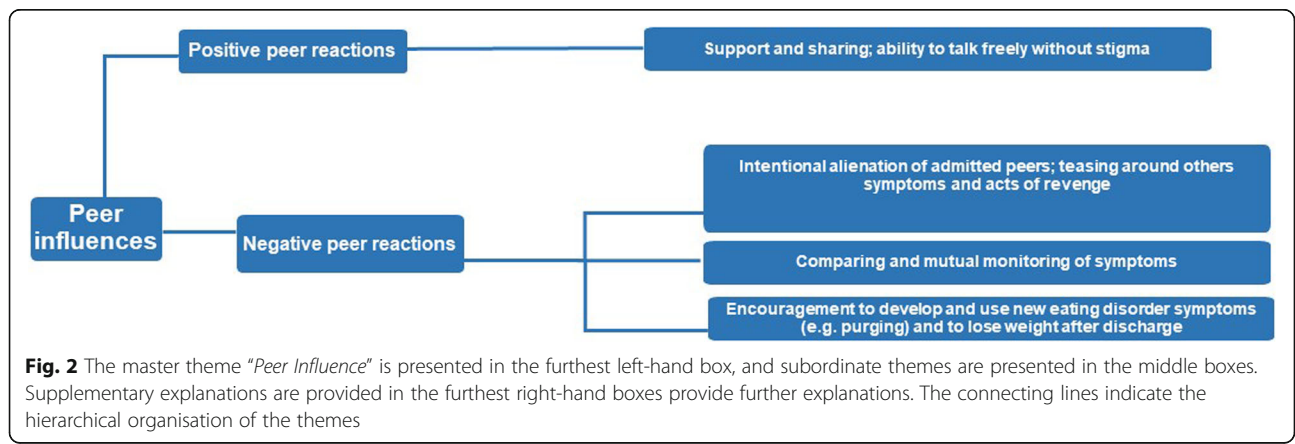 Positive peer reactions
Support and sharing; ability to talk freely without stigma
Peer
influences
Negative peer reactions
Intentional alienation of admitted peers; teasing around others
symptoms and acts of revenge
Comparing and mutual monitoring of symptoms
Encouragement to develop and use new eating disorder symptoms
(e.g. purging) and to lose weight after discharge
Fig. 2 The master theme "Peer Influence" is presented in the furthest left-hand box, and subordinate themes are presented in the middle boxes.
Supplementary explanations are provided in the furthest right-hand boxes provide further explanations. The connecting lines indicate the
hierarchical organisation of the themes